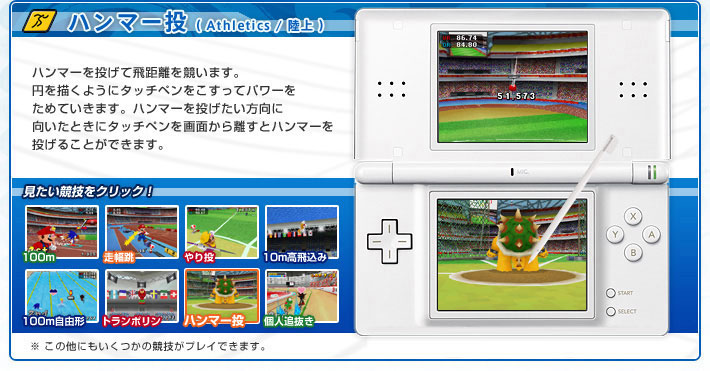 ハンマー投 ( Athletics / 陸上 )
ハンマーを投げて飛距離を競います。
円を描くようにタッチペンをこすってパワーを
ためていきます。ハンマーを投げたい方向に
向いたときにタッチペンを画面から離すとハンマーを
投げることができます。
見たい競技をクリック！
100m
走幅跳
やり投
10m高飛込み
100m自由形
トランポリン
ハンマー投
個人追抜き
※ この他にもいくつかの競技がプレイできます。
86.74
84.80
51.573
MIC.
X
Y
A
B
START
SELECT